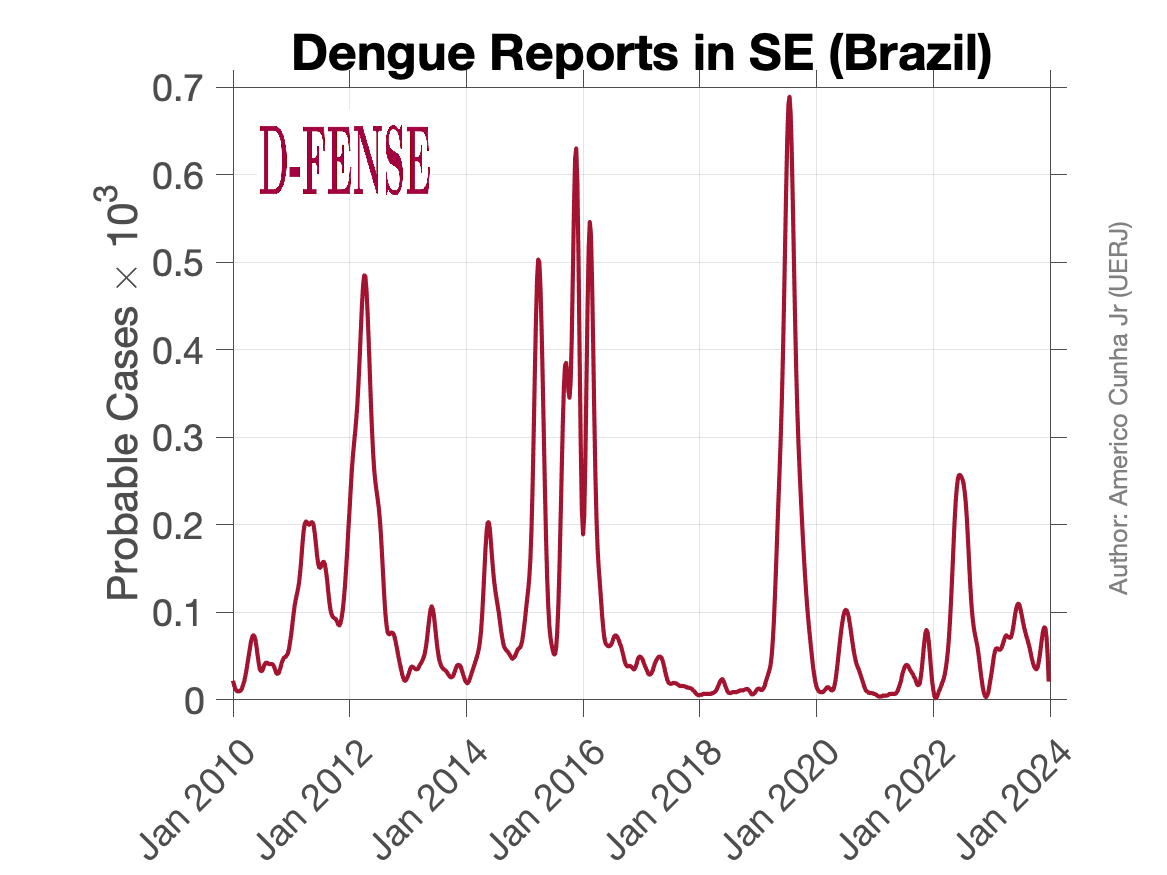 Dengue Reports in SE (Brazil)
D-FENSE
Probable Cases × 10³
0.7
0.6
0.5
0.4
0.3
0.2
0.1
0
Jan 2010
Jan 2012
Jan 2014
Jan 2016
Jan 2018
Jan 2020
Jan 2022
Jan 2024
Author: Americo Cunha Jr (UERJ)